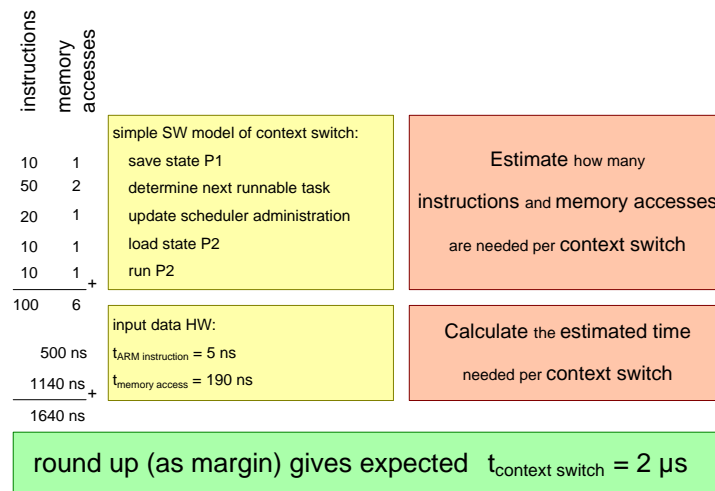 instructions
memory
accesses
simple SW model of context switch:
10 1 save state P1
50 2 determine next runnable task
20 1 update scheduler administration
10 1 load state P2
10 1 + run P2
100 6
Estimate how many
instructions and memory accesses
are needed per context switch
input data HW:
500 ns tARM instruction = 5 ns
1140 ns + tmemory access = 190 ns
1640 ns
Calculate the estimated time
needed per context switch
round up (as margin) gives expected tcontext switch = 2 µs